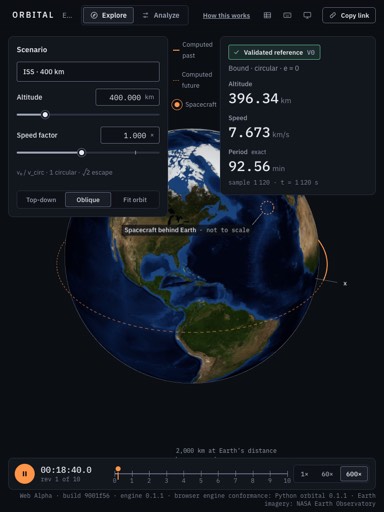 ORBITAL E... Explore Analyze How this works Copy link
Scenario
ISS · 400 km
Altitude 400.000 km
Speed factor 1.000 ×
v₀ / v_circ · 1 circular · √2 escape
Top-down Oblique Fit orbit
Computed past
Computed future
Spacecraft
Validated reference V0
Bound · circular · e = 0
Altitude
396.34 km
Speed
7.673 km/s
Period exact
92.56 min
sample 1 120 · t = 1 120 s
Spacecraft behind Earth · not to scale
x
2,000 km at Earth's distance
00:18:40.0
rev 1 of 10
0 1 2 3 4 5 6 7 8 9 10
1× 60× 600×
Web Alpha · build 9001f56 · engine 0.1.1 · browser engine conformance: Python orbital 0.1.1 · Earth
imagery: NASA Earth Observatory